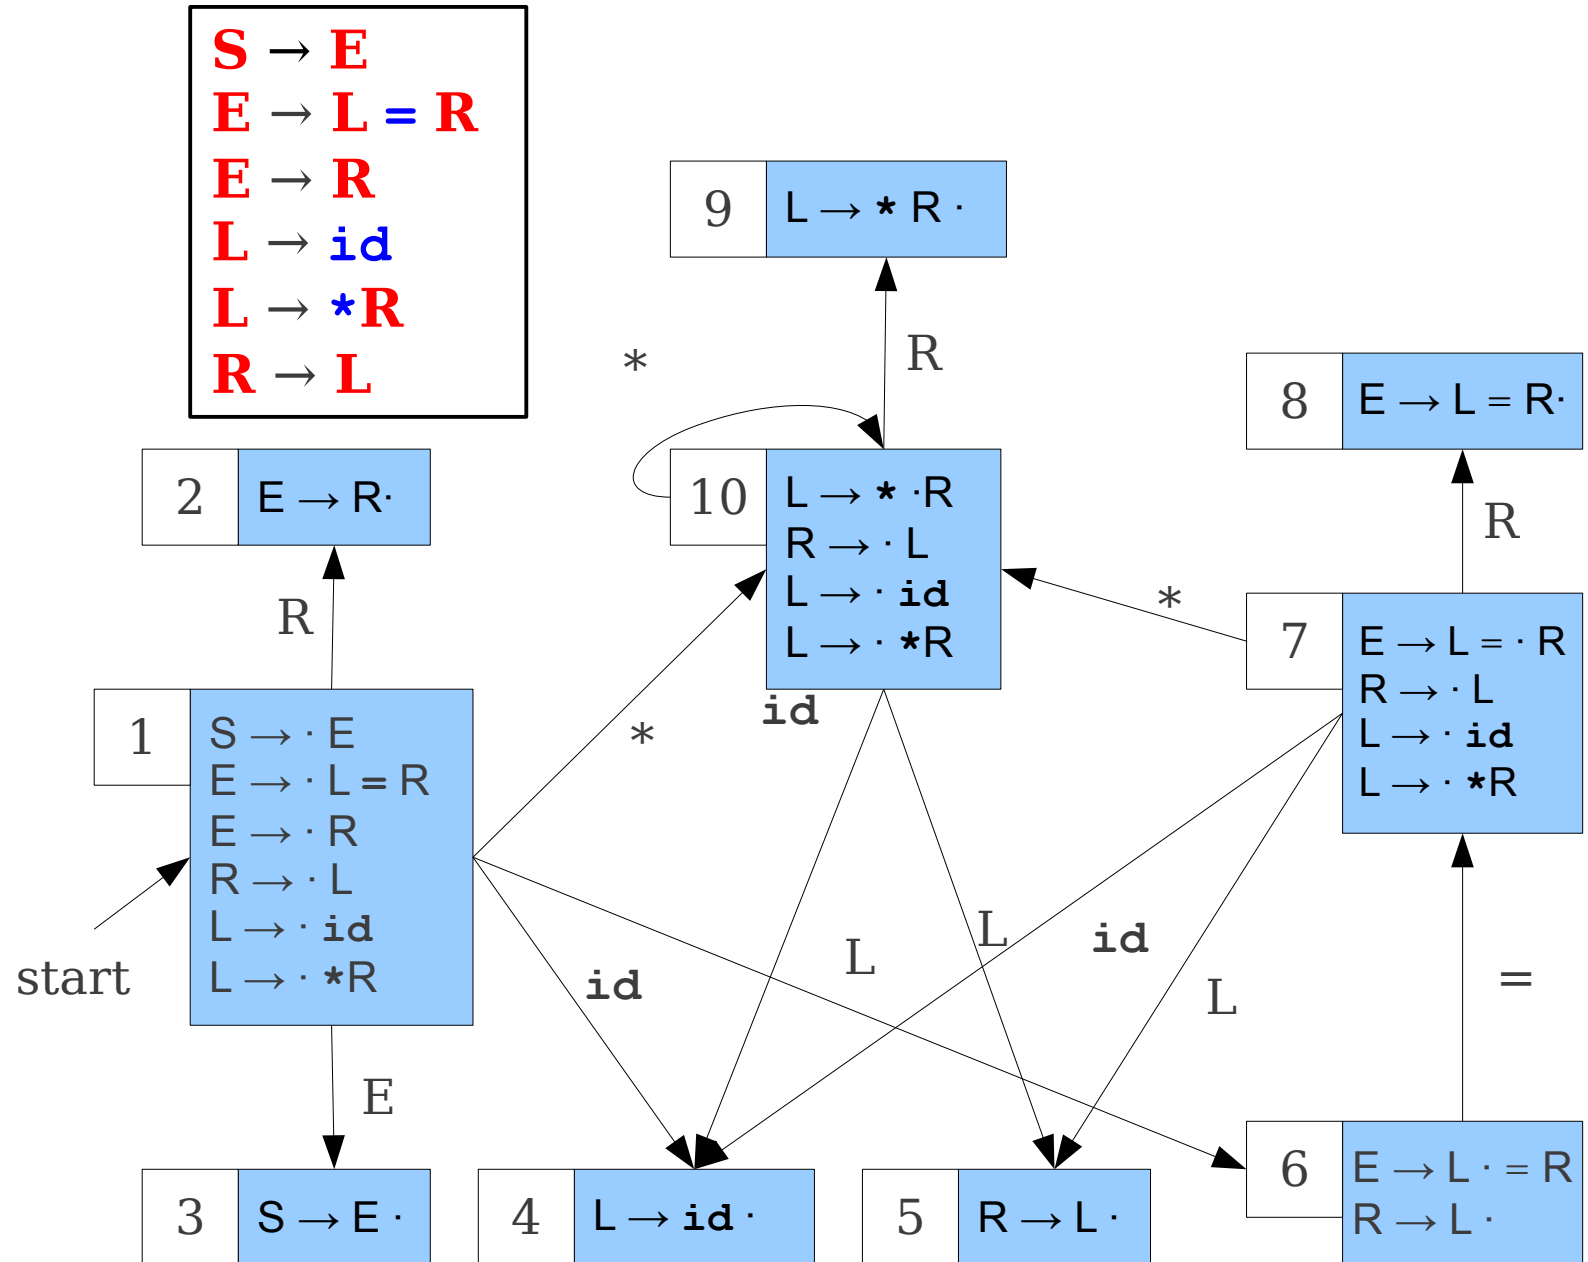 S → E
E → L = R
E → R
L → id
L → *R
R → L
9
L → * R ·
*
R
8
E → L = R·
2
E → R·
10
L → * ·R
R → · L
L → · id
L → · *R
R
R
*
7
E → L = · R
R → · L
L → · id
L → · *R
1
S → · E
E → · L = R
E → · R
R → · L
L → · id
L → · *R
*
id
start
id
L
L
id
L
=
E
3
S → E ·
4
L → id ·
5
R → L ·
6
E → L · = R
R → L ·